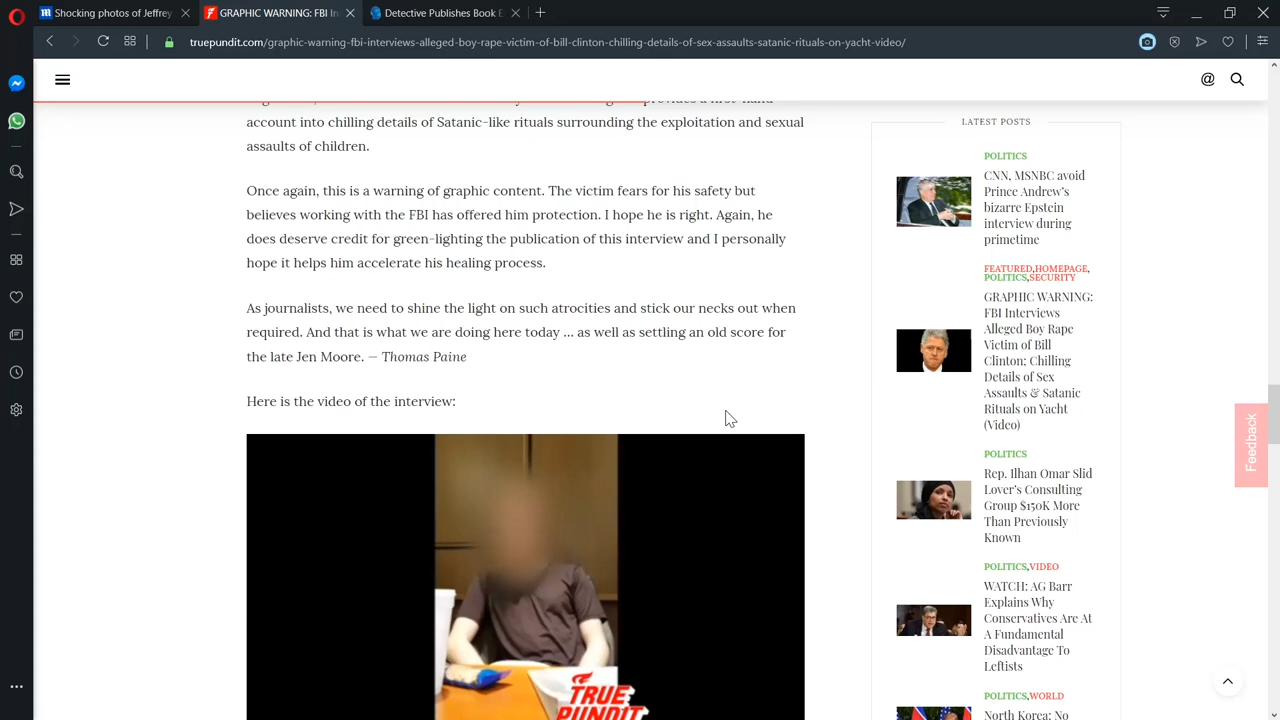 Shocking photos of Jeffrey
GRAPHIC WARNING: FBI In
Detective Publishes Book E
truepundit.com/graphic-warning-fbi-interviews-alleged-boy-rape-victim-of-bill-clinton-chilling-details-of-sex-assaults-satanic-rituals-on-yacht-video/
account into chilling details of Satanic-like rituals surrounding the exploitation and sexual
assaults of children.
Once again, this is a warning of graphic content. The victim fears for his safety but
believes working with the FBI has offered him protection. I hope he is right. Again, he
does deserve credit for green-lighting the publication of this interview and I personally
hope it helps him accelerate his healing process.
As journalists, we need to shine the light on such atrocities and stick our necks out when
required. And that is what we are doing here today … as well as settling an old score for
the late Jen Moore. — Thomas Paine
Here is the video of the interview:
TRUE
PUNDIT
LATEST POSTS
POLITICS
CNN, MSNBC avoid
Prince Andrew's
bizarre Epstein
interview during
primetime
FEATURED,HOMEPAGE,
POLITICS,SECURITY
GRAPHIC WARNING:
FBI Interviews
Alleged Boy Rape
Victim of Bill
Clinton: Chilling
Details of Sex
Assaults & Satanic
Rituals on Yacht
(Video)
POLITICS
Rep. Ilhan Omar Slid
Lover's Consulting
Group $150K More
Than Previously
Known
POLITICS,VIDEO
WATCH: AG Barr
Explains Why
Conservatives Are At
A Fundamental
Disadvantage To
Leftists
POLITICS,WORLD
North Korea: No
Feedback